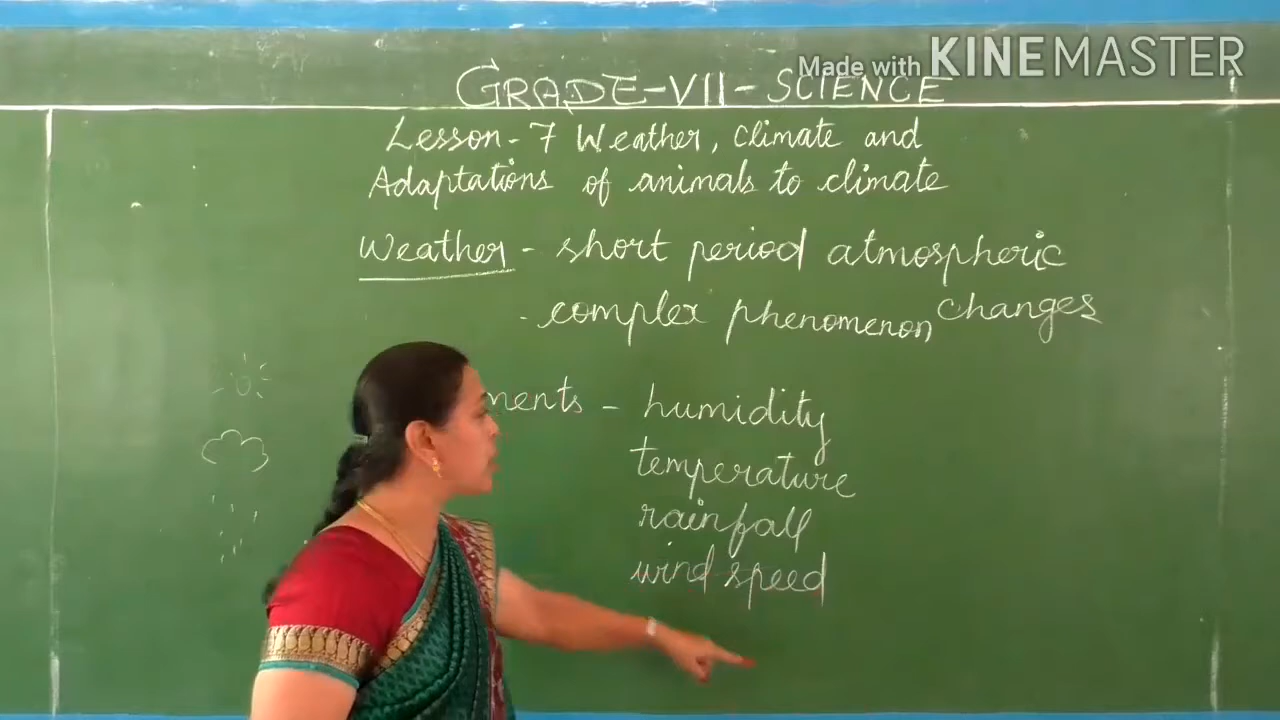 Made with KINEMASTER
GRADE-VII-SCIENCE
Lesson-7 Weather, Climate and
Adaptations of animals to climate
Weather - short period atmospheric
changes
- complex phenomenon
ments - humidity
temperature
rainfall
wind speed